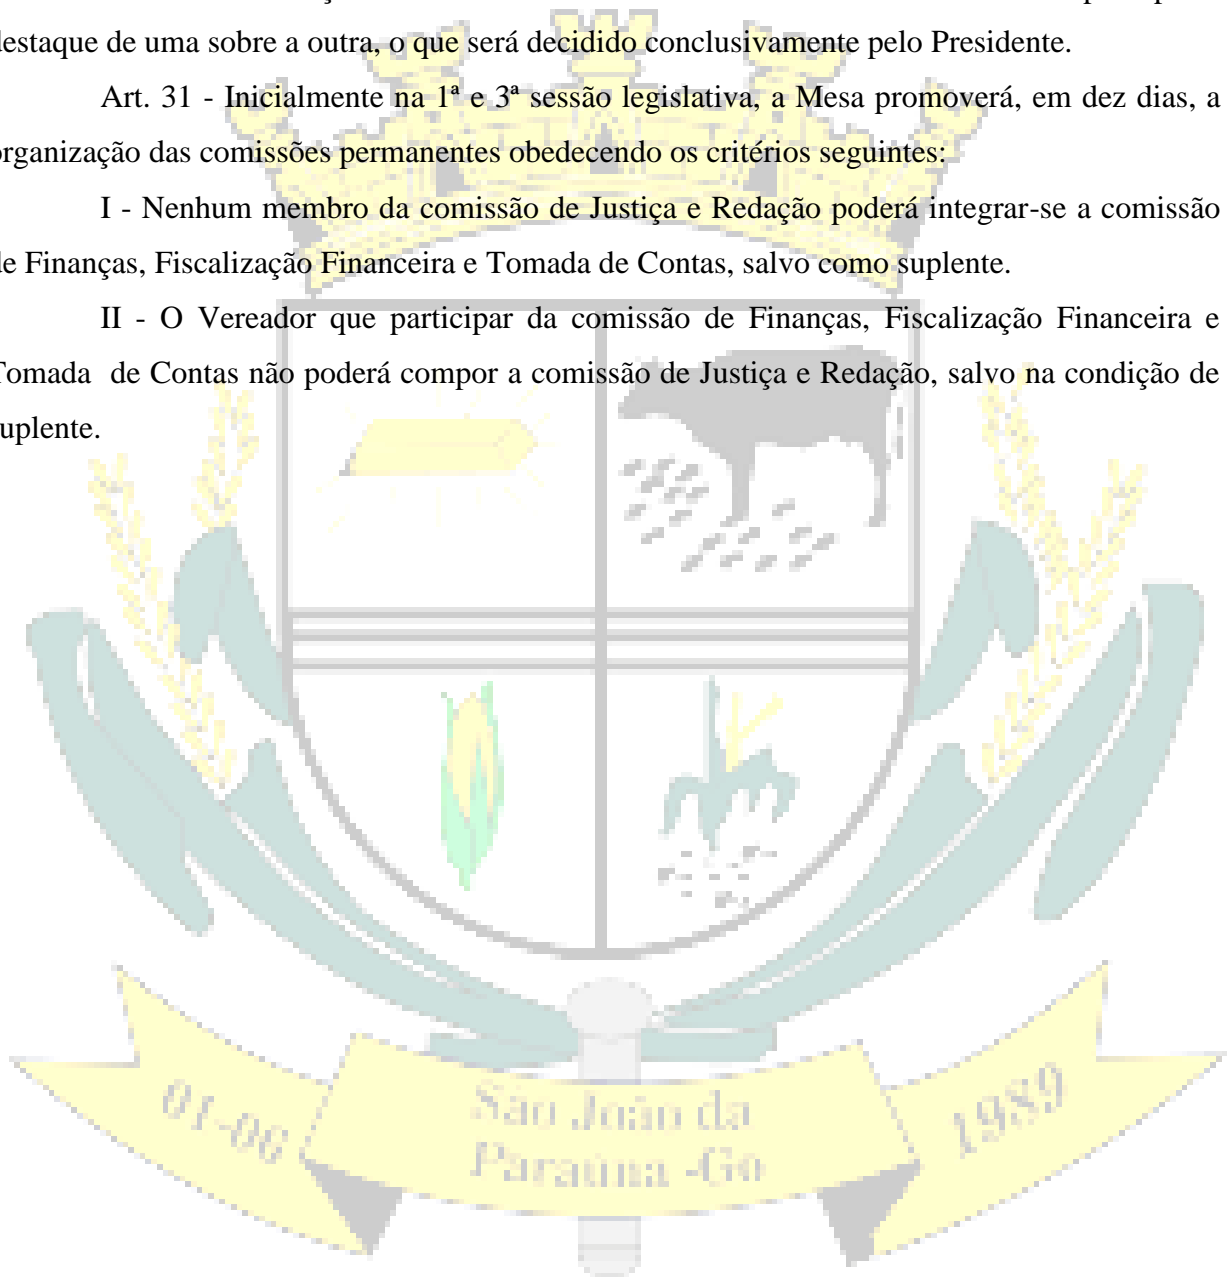 destaque de uma sobre a outra, o que será decidido conclusivamente pelo Presidente.
Art. 31 - Inicialmente na 1ª e 3ª sessão legislativa, a Mesa promoverá, em dez dias, a
organização das comissões permanentes obedecendo os critérios seguintes:
I - Nenhum membro da comissão de Justiça e Redação poderá integrar-se a comissão
de Finanças, Fiscalização Financeira e Tomada de Contas, salvo como suplente.
II - O Vereador que participar da comissão de Finanças, Fiscalização Financeira e
Tomada de Contas não poderá compor a comissão de Justiça e Redação, salvo na condição de
suplente.
01-06
São João da
Paraúna -Go
1989